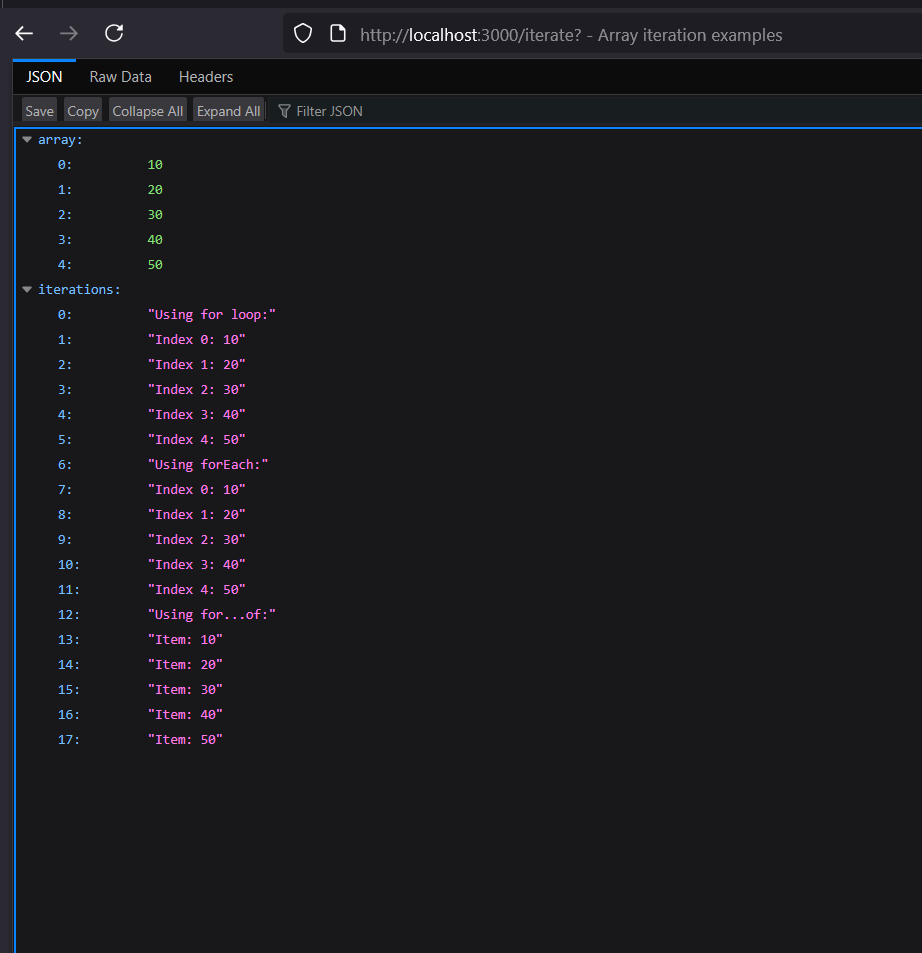 http://localhost:3000/iterate? - Array iteration examples
JSON Raw Data Headers
Save Copy Collapse All Expand All Filter JSON
array:
0: 10
1: 20
2: 30
3: 40
4: 50
iterations:
0: "Using for loop:"
1: "Index 0: 10"
2: "Index 1: 20"
3: "Index 2: 30"
4: "Index 3: 40"
5: "Index 4: 50"
6: "Using forEach:"
7: "Index 0: 10"
8: "Index 1: 20"
9: "Index 2: 30"
10: "Index 3: 40"
11: "Index 4: 50"
12: "Using for...of:"
13: "Item: 10"
14: "Item: 20"
15: "Item: 30"
16: "Item: 40"
17: "Item: 50"